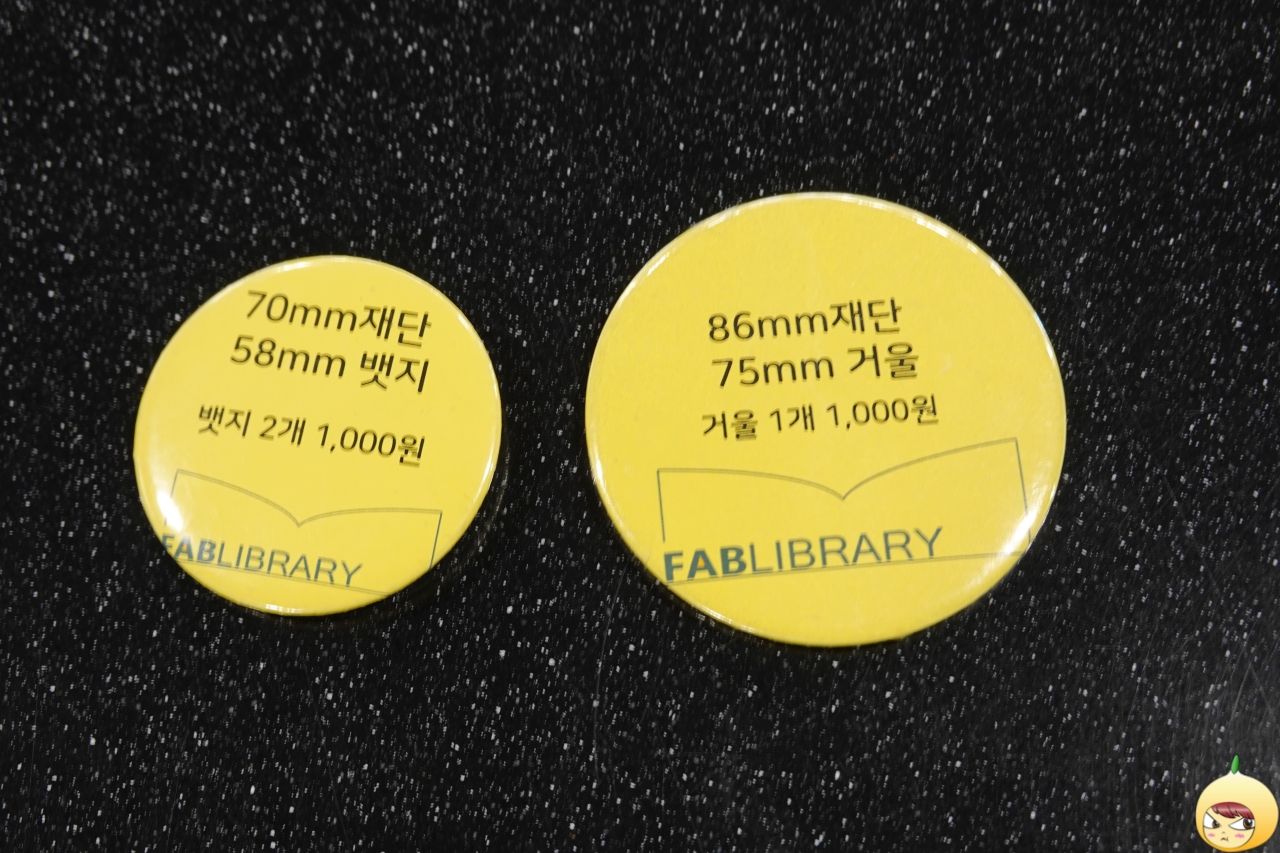 70mm재단
58mm 뱃지
뱃지 2개 1,000원
FABLIBRARY
86mm재단
75mm 거울
거울 1개 1,000원
FABLIBRARY